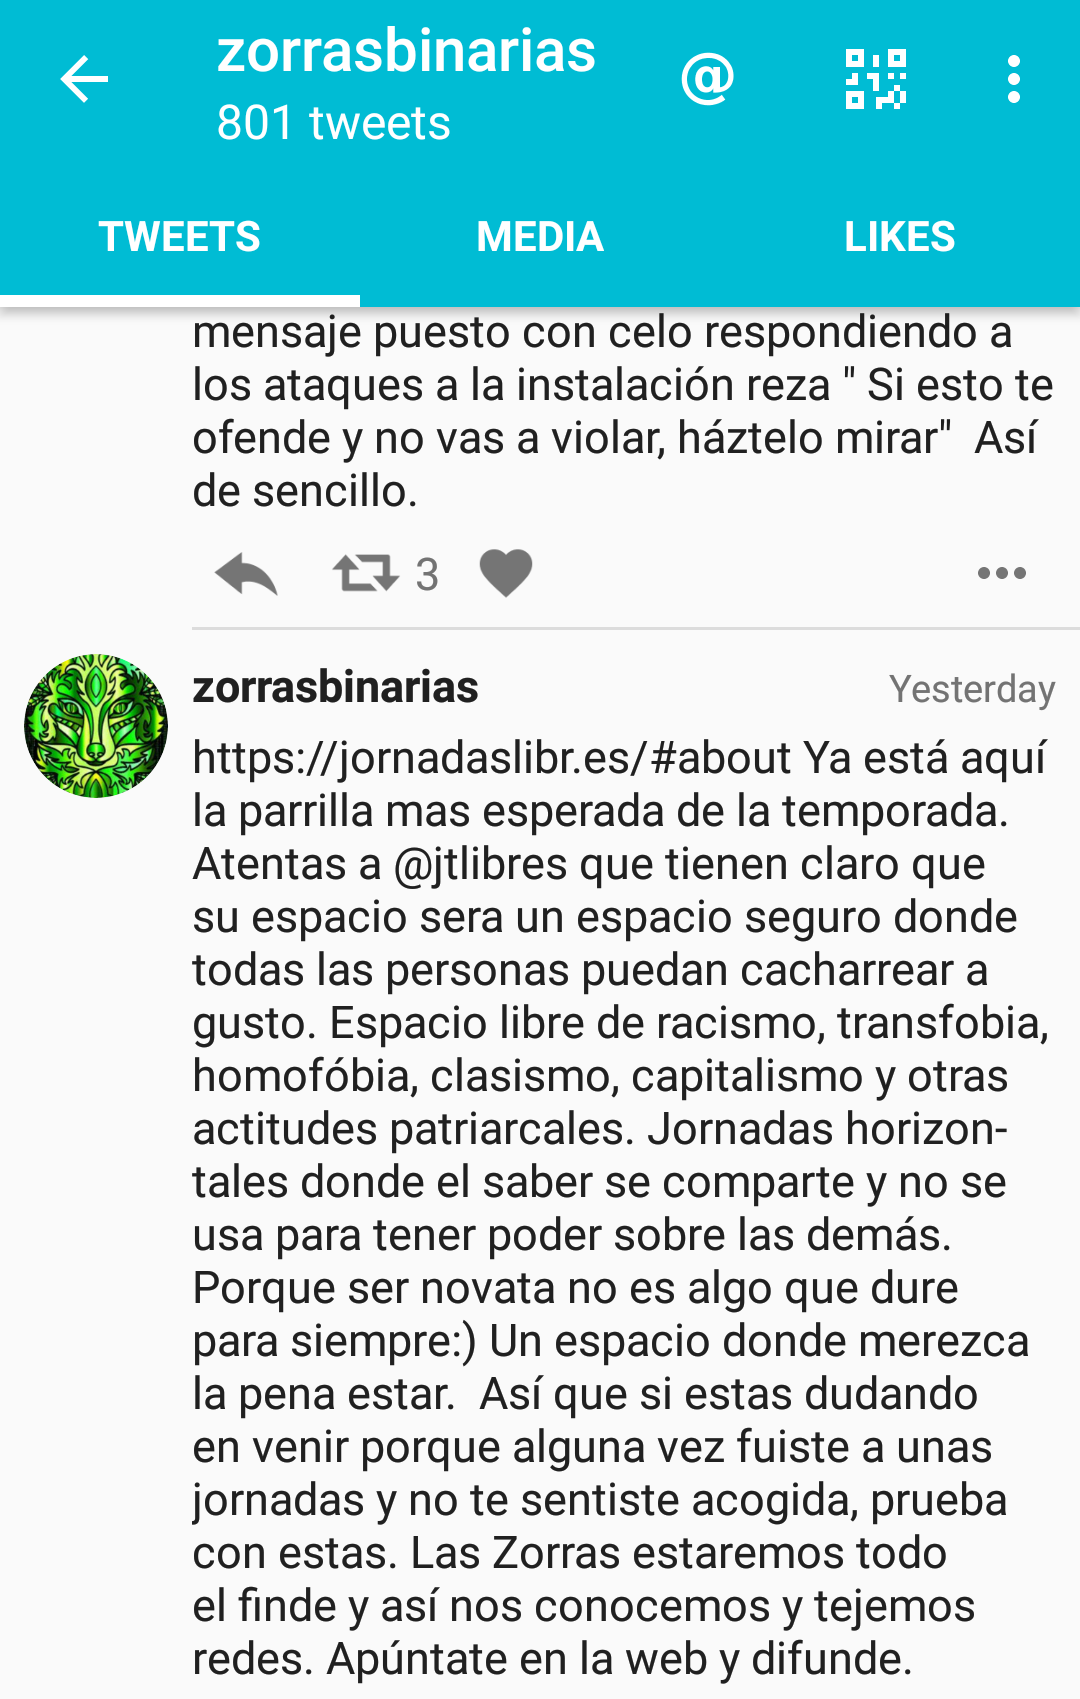 zorrasbinarias
801 tweets
TWEETS
MEDIA
LIKES
mensaje puesto con celo respondiendo a
los ataques a la instalación reza " Si esto te
ofende y no vas a violar, háztelo mirar"  Así
de sencillo.
3
zorrasbinarias
Yesterday
https://jornadaslibr.es/#about Ya está aquí
la parrilla mas esperada de la temporada.
Atentas a @jtlibres que tienen claro que
su espacio sera un espacio seguro donde
todas las personas puedan cacharrear a
gusto. Espacio libre de racismo, transfobia,
homofóbia, clasismo, capitalismo y otras
actitudes patriarcales. Jornadas horizon-
tales donde el saber se comparte y no se
usa para tener poder sobre las demás.
Porque ser novata no es algo que dure
para siempre:) Un espacio donde merezca
la pena estar.  Así que si estas dudando
en venir porque alguna vez fuiste a unas
jornadas y no te sentiste acogida, prueba
con estas. Las Zorras estaremos todo
el finde y así nos conocemos y tejemos
redes. Apúntate en la web y difunde.